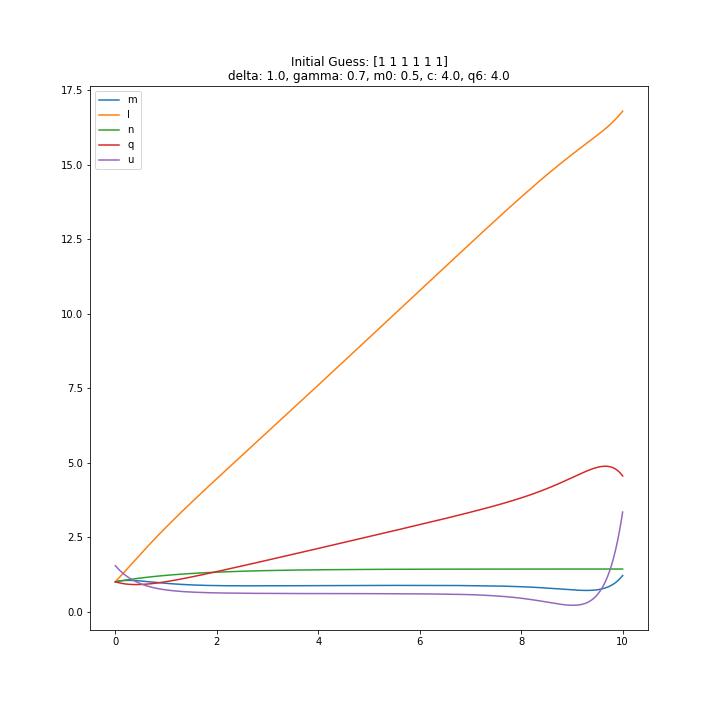 Initial Guess: [1 1 1 1 1 1]
delta: 1.0, gamma: 0.7, m0: 0.5, c: 4.0, q6: 4.0
m
l
n
q
u
17.5
15.0
12.5
10.0
7.5
5.0
2.5
0.0
0 2 4 6 8 10